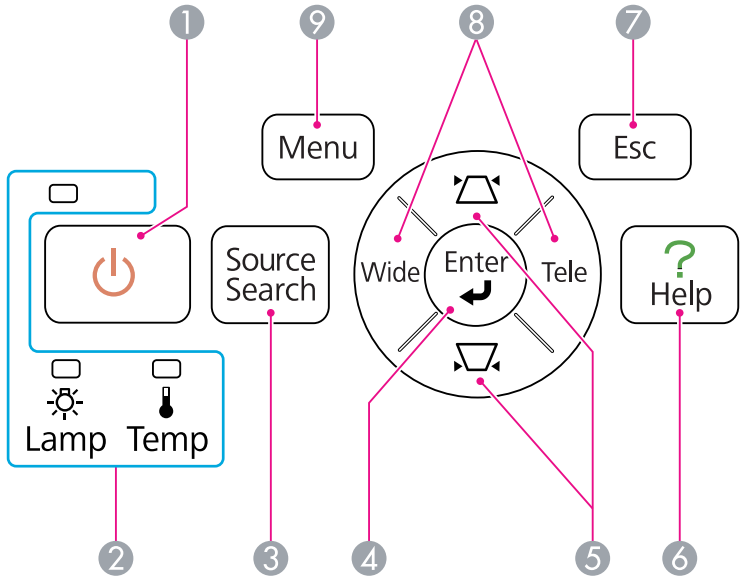 1
9
8
7
Menu
Esc
Source
Search
Wide
Enter
Tele
?
Help
Lamp
Temp
2
3
4
5
6